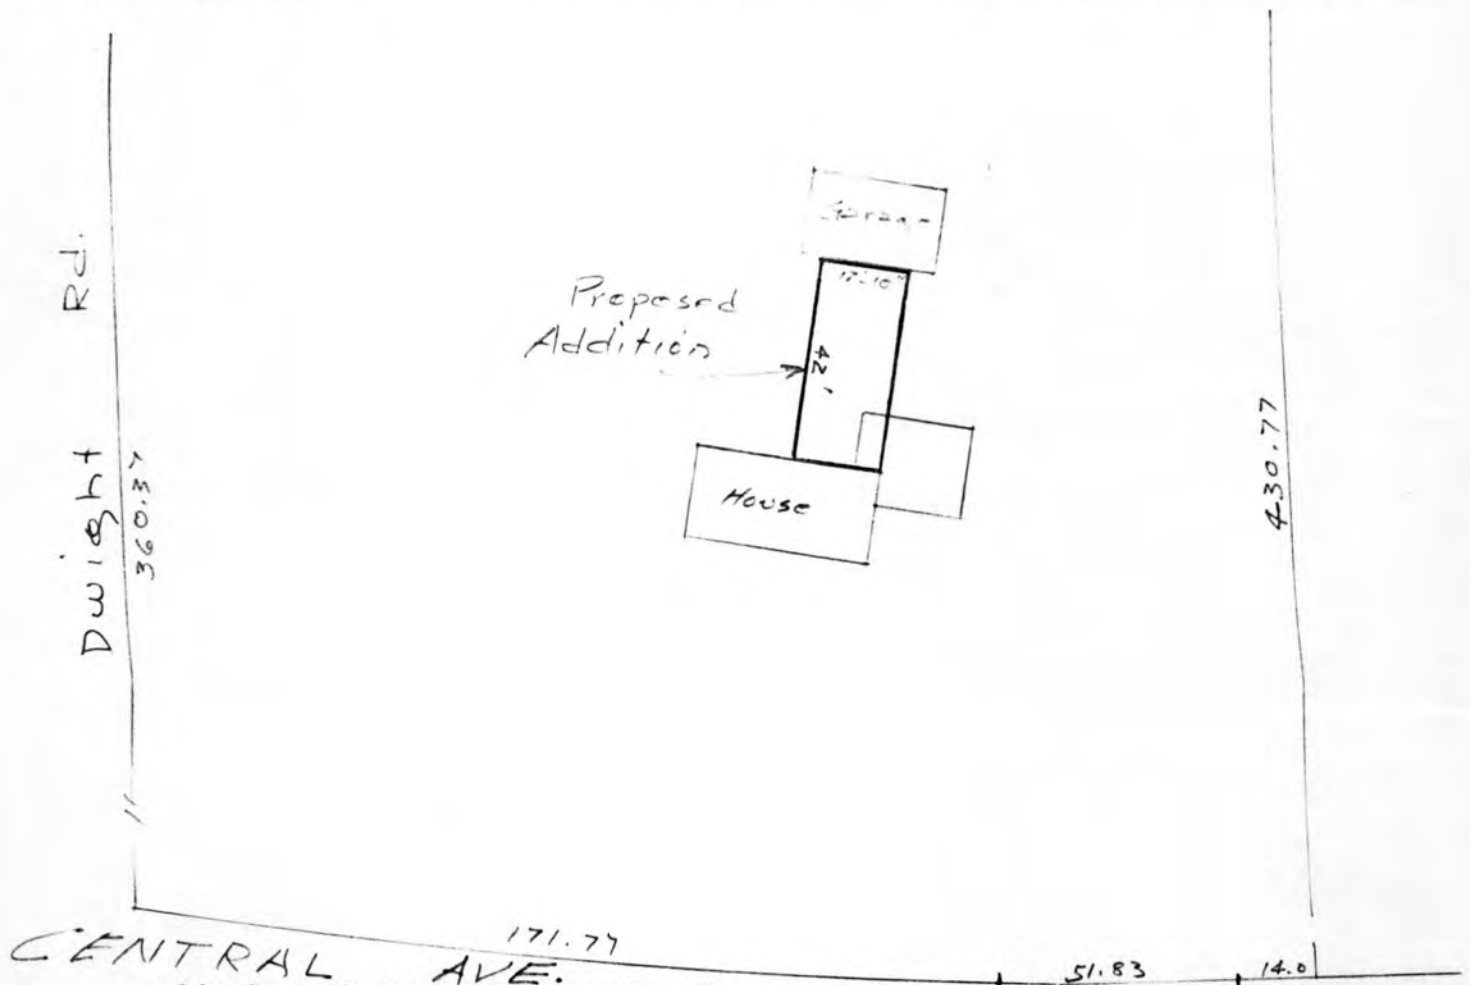 Garage
17'-10"
Proposed
Addition
42'
House
Dwight Rd.
360.37
430.77
171.77
CENTRAL AVE.
51.83
14.0